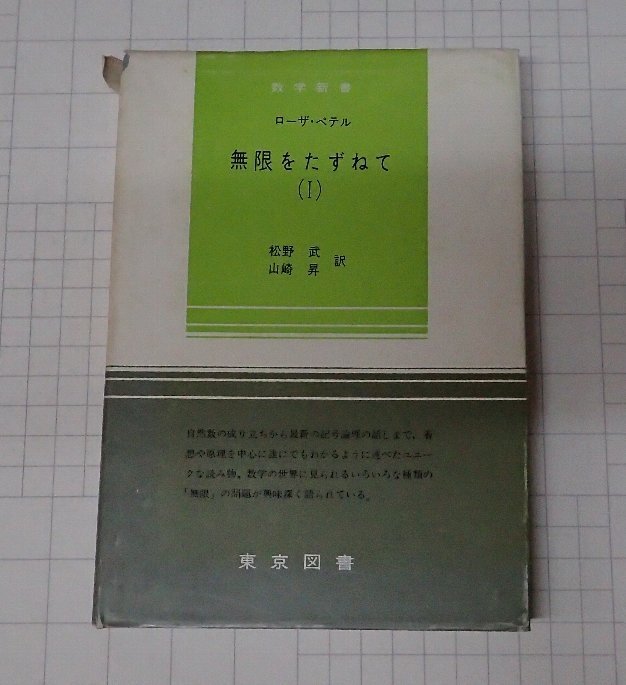 数学新書
ローザ・ペテル
無限をたずねて
(I)
松野 武
山崎 昇
訳
自然数の成り立ちから最新の記号論理の話しまで、着
想や原理を中心に誰にでもわかるように述べたユニー
クな読み物。数学の世界に見られるいろいろな種類の
「無限」の問題が興味深く語られている。
東京図書